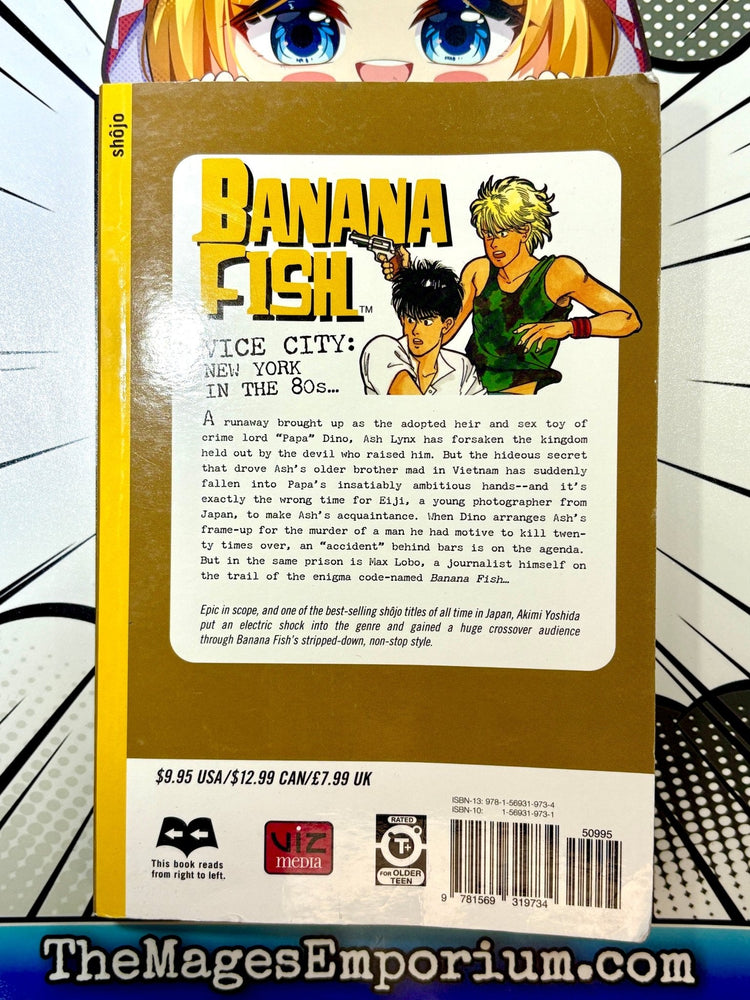 shôjo
BANANA
FISH™
VICE CITY:
NEW YORK
IN THE 80s...
A runaway brought up as the adopted heir and sex toy of
crime lord "Papa" Dino, Ash Lynx has forsaken the kingdom
held out by the devil who raised him. But the hideous secret
that drove Ash's older brother mad in Vietnam has suddenly
fallen into Papa's insatiably ambitious hands--and it's
exactly the wrong time for Eiji, a young photographer from
Japan, to make Ash's acquaintance. When Dino arranges Ash's
frame-up for the murder of a man he had motive to kill twen-
ty times over, an "accident" behind bars is on the agenda.
But in the same prison is Max Lobo, a journalist himself on
the trail of the enigma code-named Banana Fish...
Epic in scope, and one of the best-selling shôjo titles of all time in Japan, Akimi Yoshida
put an electric shock into the genre and gained a huge crossover audience
through Banana Fish's stripped-down, non-stop style.
$9.95 USA/$12.99 CAN/£7.99 UK
ISBN-13: 978-1-56931-973-4
ISBN-10: 1-56931-973-1
50995
This book reads
from right to left.
VIZ
MEDIA
RATED
T+
FOR OLDER
TEEN
9 781569 319734
TheMagesEmporium.com